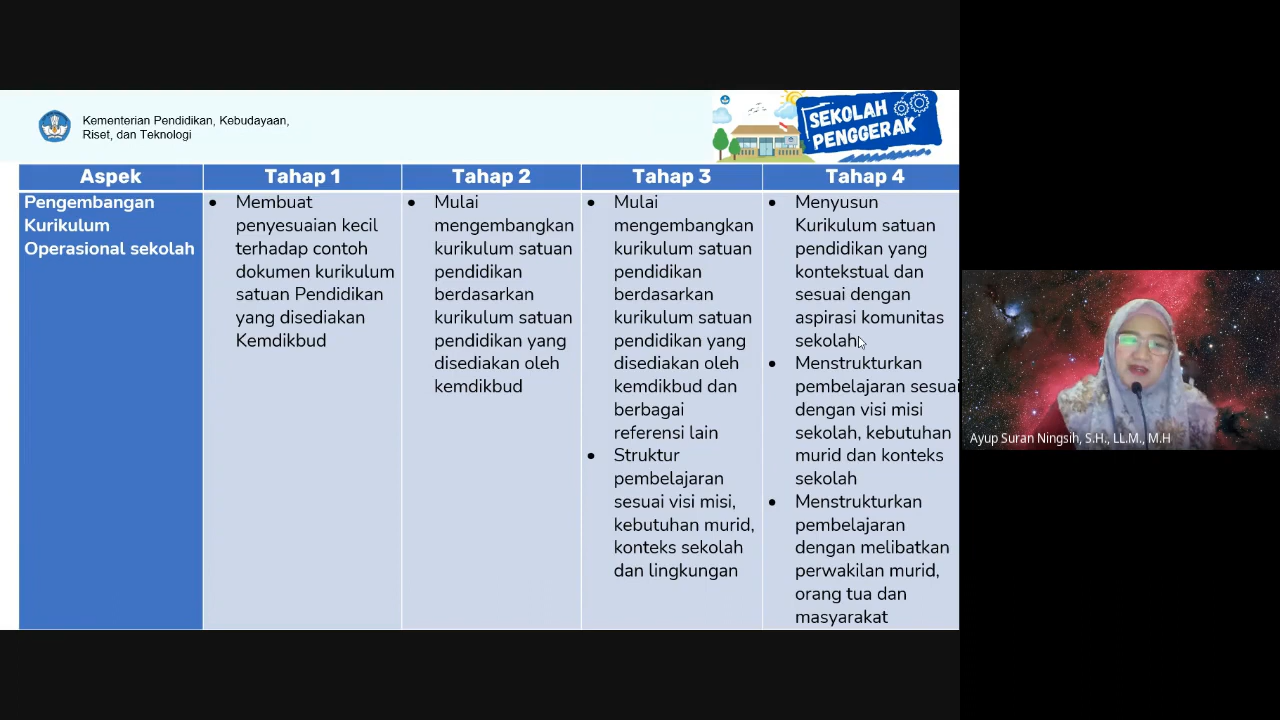 Kementerian Pendidikan, Kebudayaan,
Riset, dan Teknologi
SEKOLAH
PENGGERAK
Aspek
Tahap 1
Tahap 2
Tahap 3
Tahap 4
Pengembangan
Kurikulum
Operasional sekolah
• Membuat
penyesuaian kecil
terhadap contoh
dokumen kurikulum
satuan Pendidikan
yang disediakan
Kemdikbud
• Mulai
mengembangkan
kurikulum satuan
pendidikan
berdasarkan
kurikulum satuan
pendidikan yang
disediakan oleh
kemdikbud
• Mulai
mengembangkan
kurikulum satuan
pendidikan
berdasarkan
kurikulum satuan
pendidikan yang
disediakan oleh
kemdikbud dan
berbagai
referensi lain
• Struktur
pembelajaran
sesuai visi misi,
kebutuhan murid,
konteks sekolah
dan lingkungan
• Menyusun
Kurikulum satuan
pendidikan yang
kontekstual dan
sesuai dengan
aspirasi komunitas
sekolah
• Menstrukturkan
pembelajaran sesuai
dengan visi misi
sekolah, kebutuhan
murid dan konteks
sekolah
• Menstrukturkan
pembelajaran
dengan melibatkan
perwakilan murid,
orang tua dan
masyarakat
Ayup Suran Ningsih, S.H., LL.M., M.H